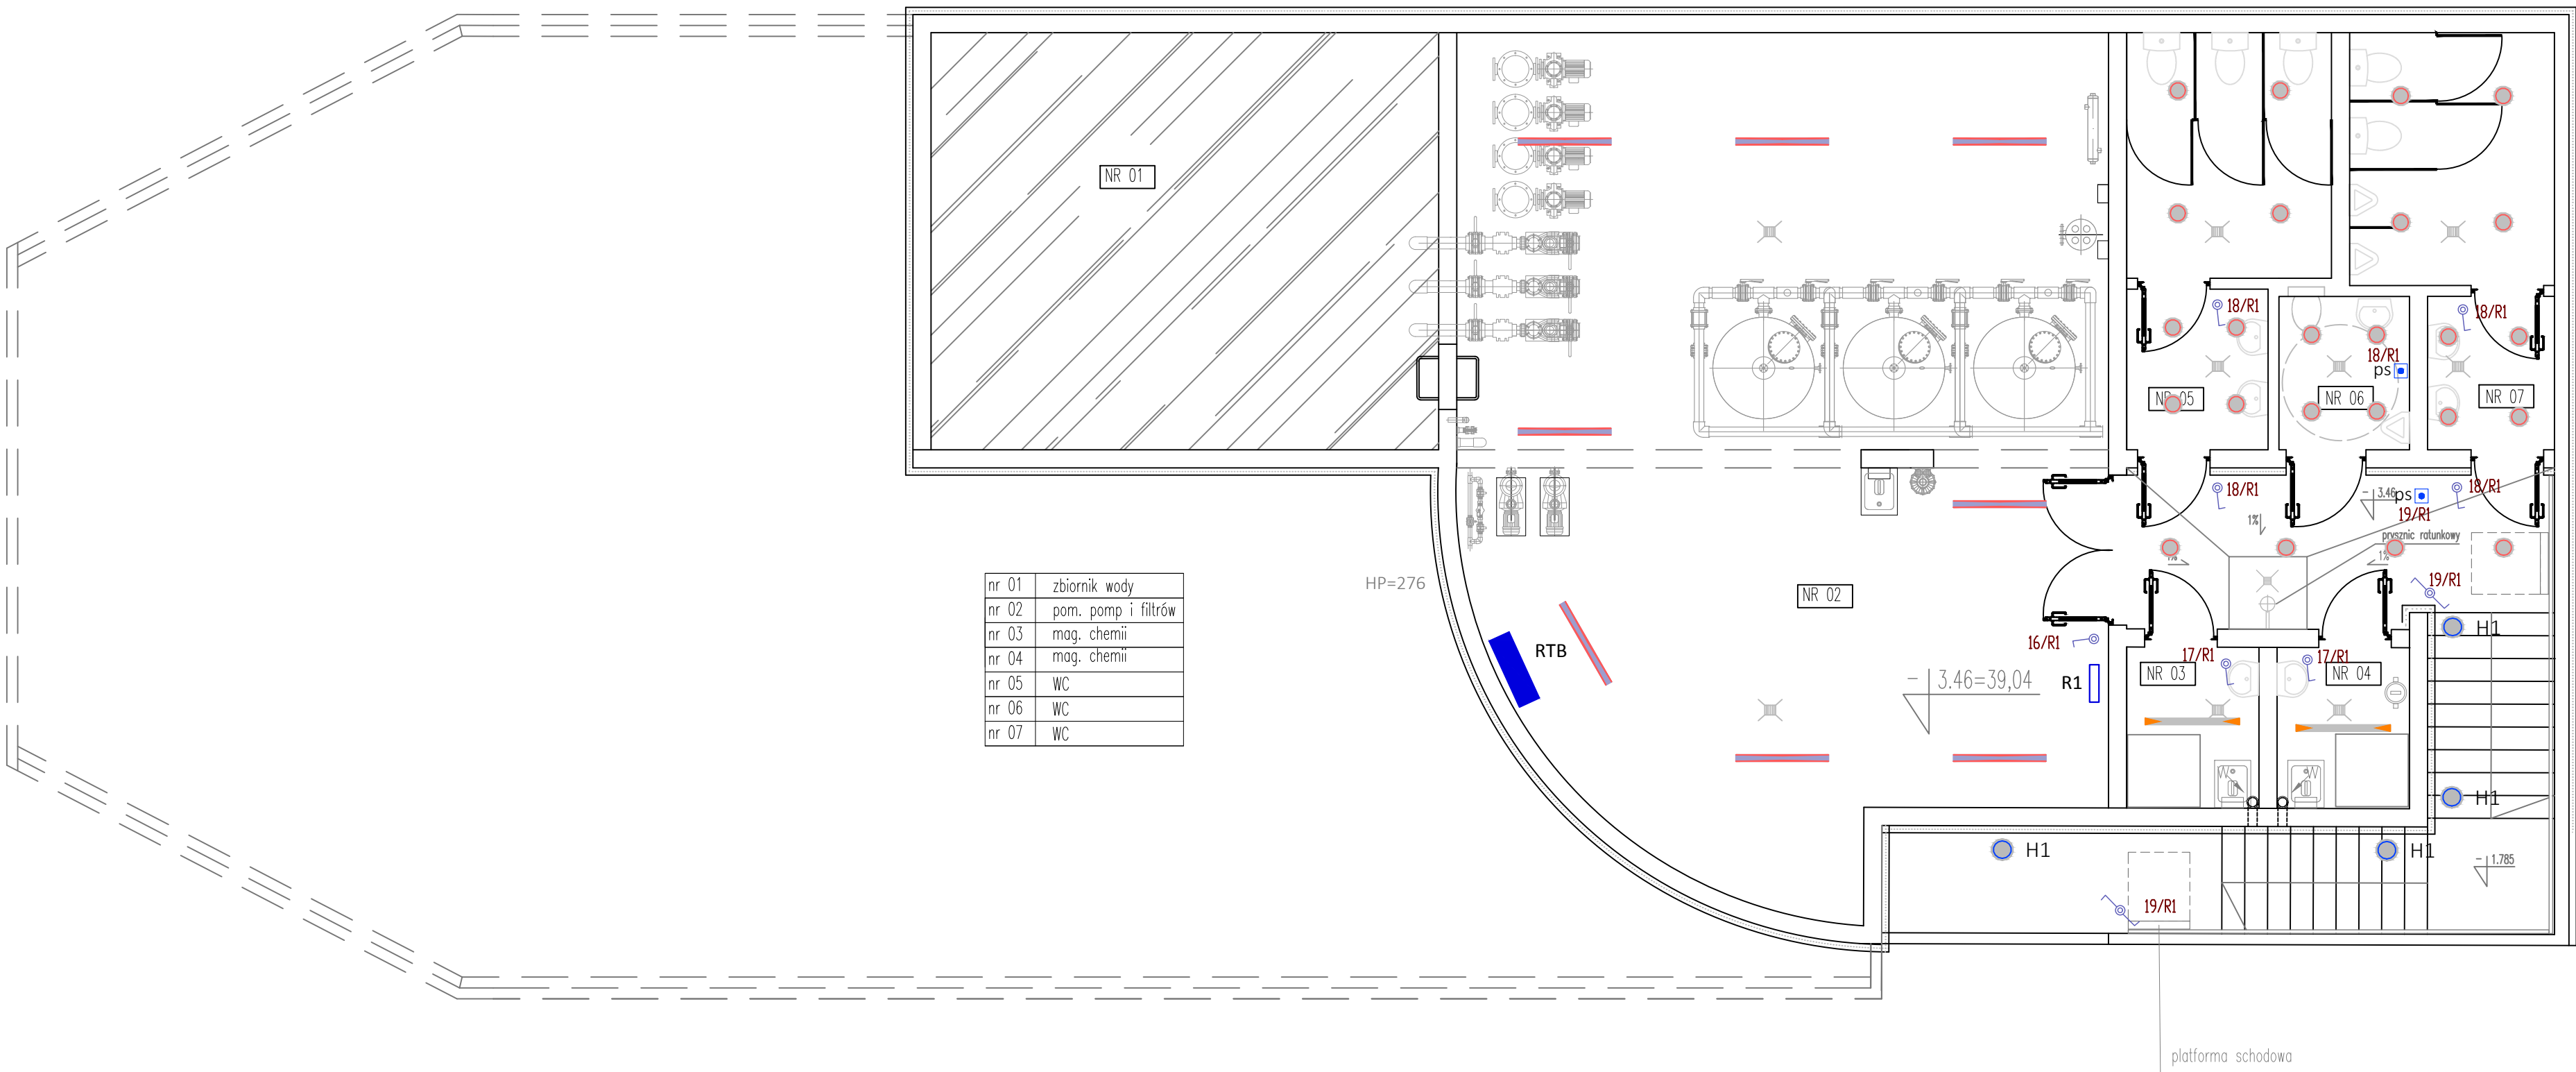 NR 01
18/R1
18/R1
18/R1
ps
NR 05
NR 06
NR 07
18/R1
- 3.46
ps
18/R1
19/R1
1%
prysznic ratunkowy
1%
1%
nr 01 zbiornik wody
nr 02 pom. pomp i filtrów
nr 03 mag. chemii
nr 04 mag. chemii
nr 05 WC
nr 06 WC
nr 07 WC
HP=276
NR 02
19/R1
H1
RTB
16/R1
17/R1
17/R1
- 3.46=39,04
R1
NR 03
NR 04
H1
H1
H1
- 1.785
19/R1
platforma schodowa